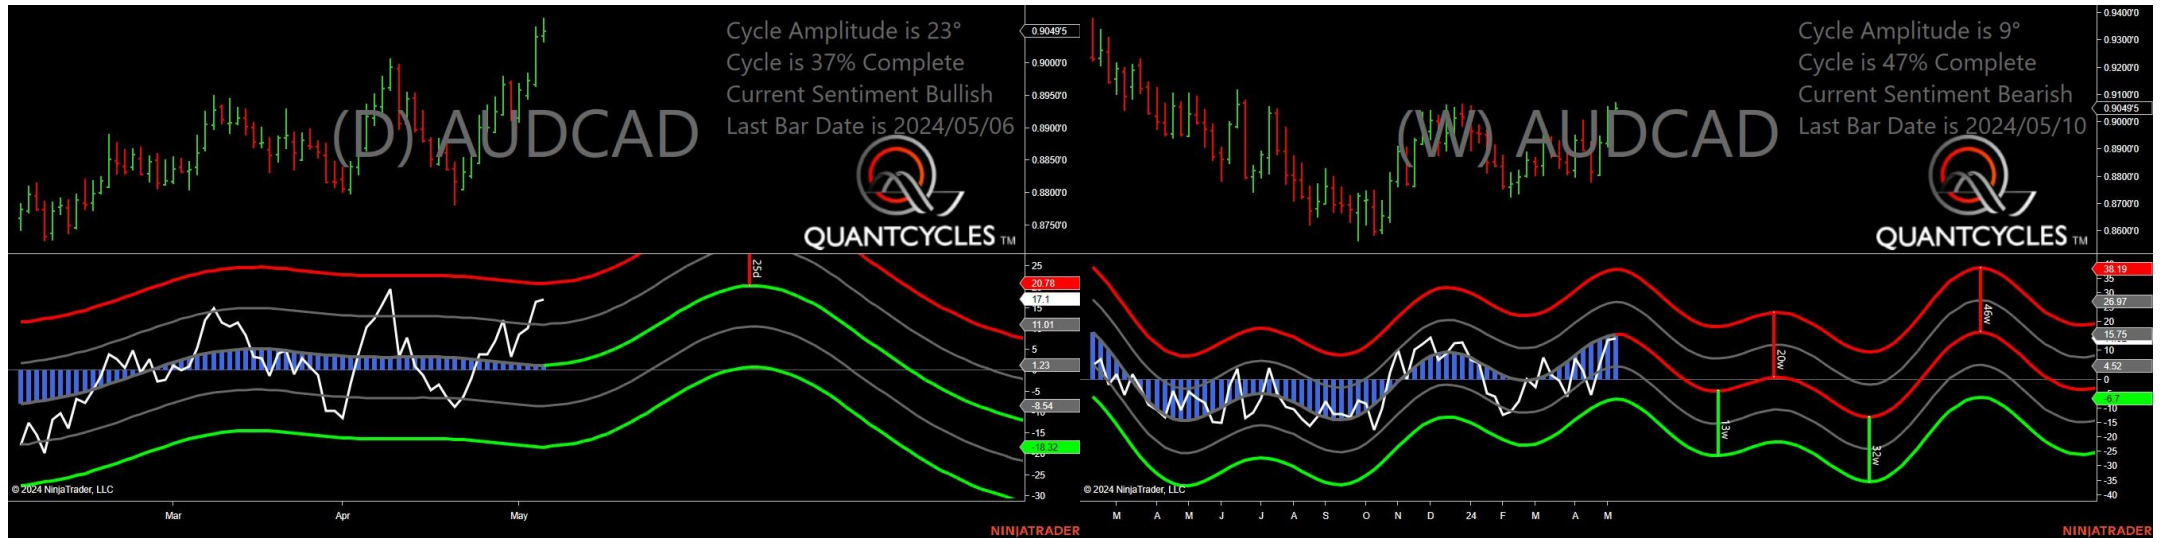 Cycle Amplitude is 23°
Cycle is 37% Complete
Current Sentiment Bullish
Last Bar Date is 2024/05/06
(D) AUDCAD
QUANTCYCLES TM
0.9049'5
0.9000'0
0.8950'0
0.8900'0
0.8850'0
0.8800'0
0.8750'0
25d
25
20.78
17.1
15
11.01
5
1.23
-5
-8.54
-10
-15
-18.32
-25
-30
© 2024 NinjaTrader, LLC
Mar Apr May
NINJATRADER
Cycle Amplitude is 9°
Cycle is 47% Complete
Current Sentiment Bearish
Last Bar Date is 2024/05/10
(W) AUDCAD
QUANTCYCLES TM
0.9400'0
0.9300'0
0.9200'0
0.9100'0
0.9049'5
0.9000'0
0.8900'0
0.8800'0
0.8700'0
0.8600'0
13w
20w
32w
46w
38.19
35
30
26.97
20
15.75
10
4.52
0
-6.7
-10
-15
-20
-25
-30
-35
-40
© 2024 NinjaTrader, LLC
M A M J J A S O N D 24 F M A M
NINJATRADER